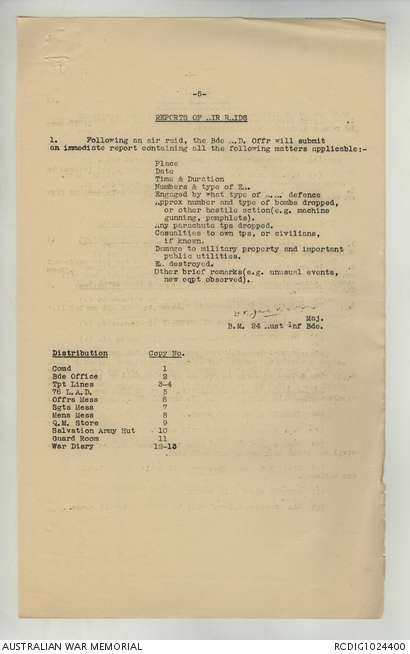 -5-
REPORTS OF AIR RAIDS
1. Following an air raid, the Bde A.D. Offr will submit
an immediate report containing all the following matters applicable:-
Place
Date
Time & Duration
Numbers & type of EA.
Engaged by what type of A.A. defence
Approx number and type of bombs dropped,
or other hostile action(e.g. machine
gunning, pamphlets).
Any parachute tps dropped.
Casualties to own tps, or civilians,
if known.
Damage to military property and important
public utilities.
EA destroyed.
Other brief remarks(e.g. unusual events,
new eqpt observed).
Maj.
B.M. 24 Aust Inf Bde.
Distribution Copy No.
Comd 1
Bde Office 2
Tpt Lines 3-4
76 L.A.D. 5
Offrs Mess 6
Sgts Mess 7
Mens Mess 8
Q.M. Store 9
Salvation Army Hut 10
Guard Room 11
War Diary 12-13
AUSTRALIAN WAR MEMORIAL
RCDIG1024400